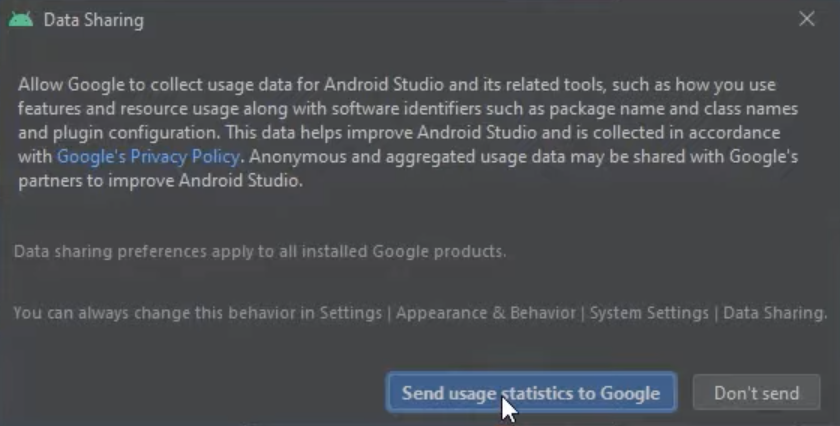 Data Sharing
Allow Google to collect usage data for Android Studio and its related tools, such as how you use
features and resource usage along with software identifiers such as package name and class names
and plugin configuration. This data helps improve Android Studio and is collected in accordance
with Google's Privacy Policy. Anonymous and aggregated usage data may be shared with Google's
partners to improve Android Studio.
Data sharing preferences apply to all installed Google products.
You can always change this behavior in Settings | Appearance & Behavior | System Settings | Data Sharing.
Send usage statistics to Google
Don't send